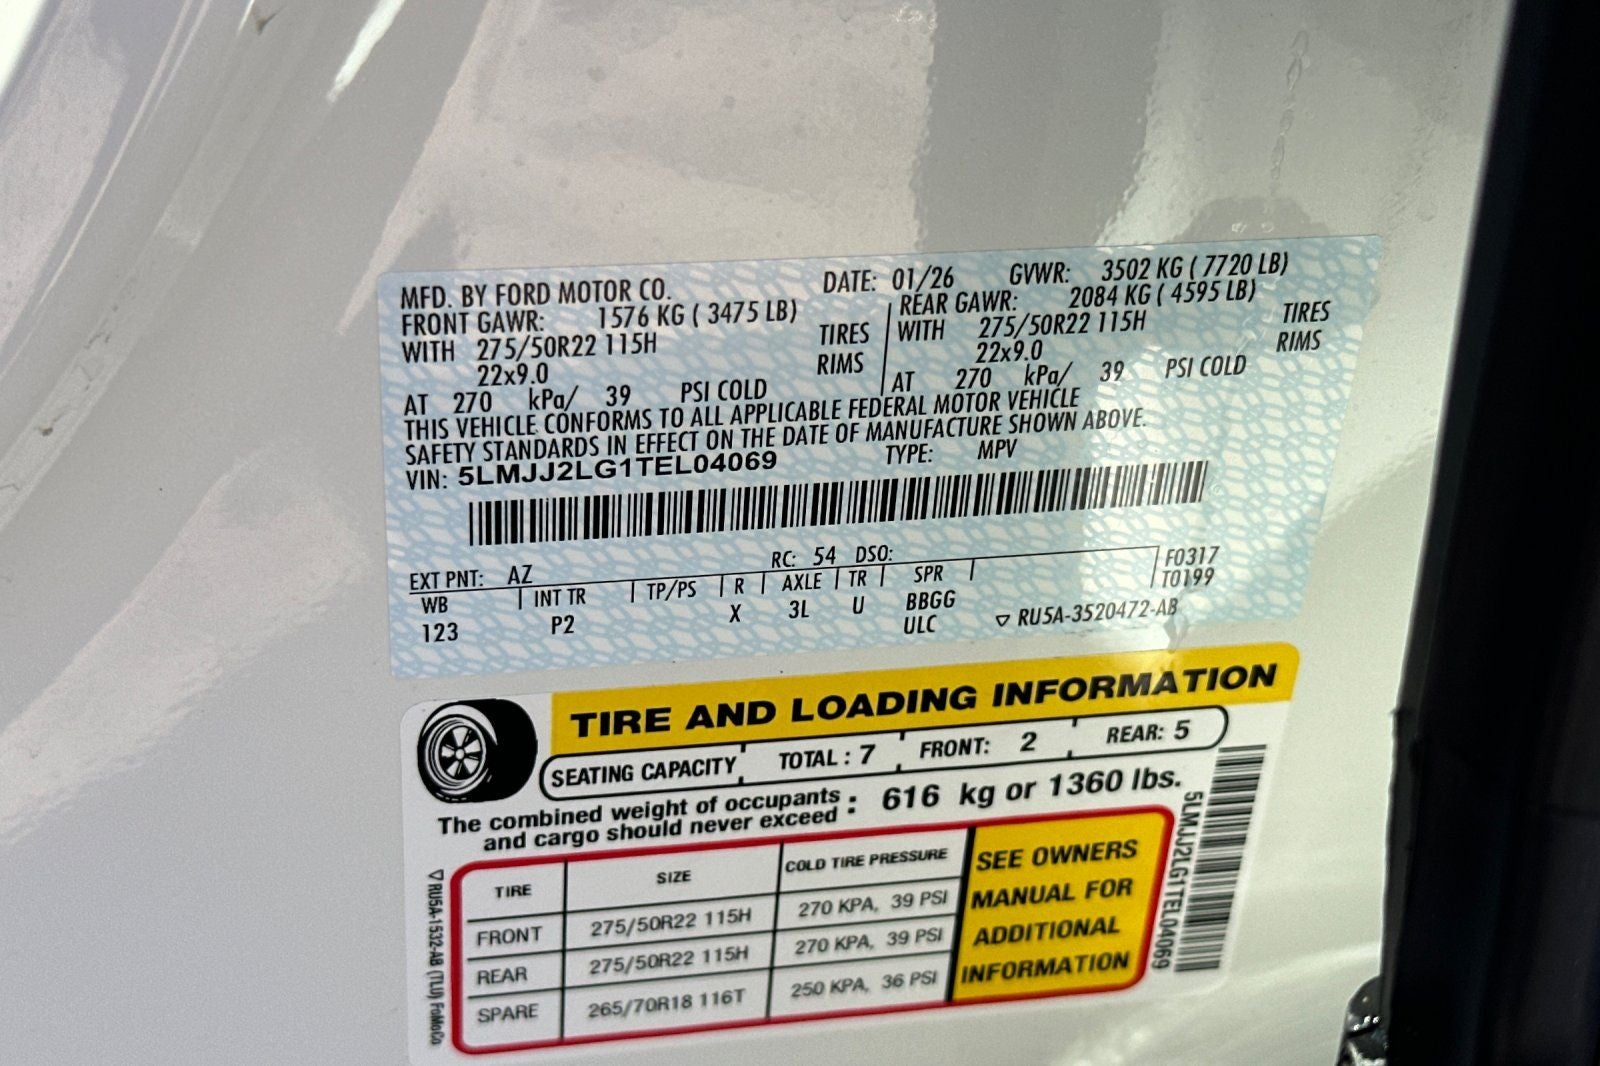 MFD. BY FORD MOTOR CO. DATE: 01/26 GVWR: 3502 KG ( 7720 LB)
FRONT GAWR: 1576 KG ( 3475 LB) REAR GAWR: 2084 KG ( 4595 LB)
WITH 275/50R22 115H TIRES WITH 275/50R22 115H TIRES
22x9.0 RIMS 22x9.0 RIMS
AT 270 kPa/ 39 PSI COLD AT 270 kPa/ 39 PSI COLD
THIS VEHICLE CONFORMS TO ALL APPLICABLE FEDERAL MOTOR VEHICLE
SAFETY STANDARDS IN EFFECT ON THE DATE OF MANUFACTURE SHOWN ABOVE.
VIN: 5LMJJ2LG1TEL04069 TYPE: MPV
EXT PNT: AZ RC: 54 DSO: F0317
WB INT TR TP/PS R AXLE TR SPR T0199
123 P2 X 3L U BBGG
ULC ▽ RU5A-3520472-AB
TIRE AND LOADING INFORMATION
SEATING CAPACITY TOTAL : 7 FRONT: 2 REAR: 5
The combined weight of occupants
and cargo should never exceed : 616 kg or 1360 lbs.
TIRE SIZE COLD TIRE PRESSURE
FRONT 275/50R22 115H 270 KPA, 39 PSI
REAR 275/50R22 115H 270 KPA, 39 PSI
SPARE 265/70R18 116T 250 KPA, 36 PSI
SEE OWNERS
MANUAL FOR
ADDITIONAL
INFORMATION
5LMJJ2LG1TEL04069
▽RU5A-1532-AB (TLU) FoMoCo